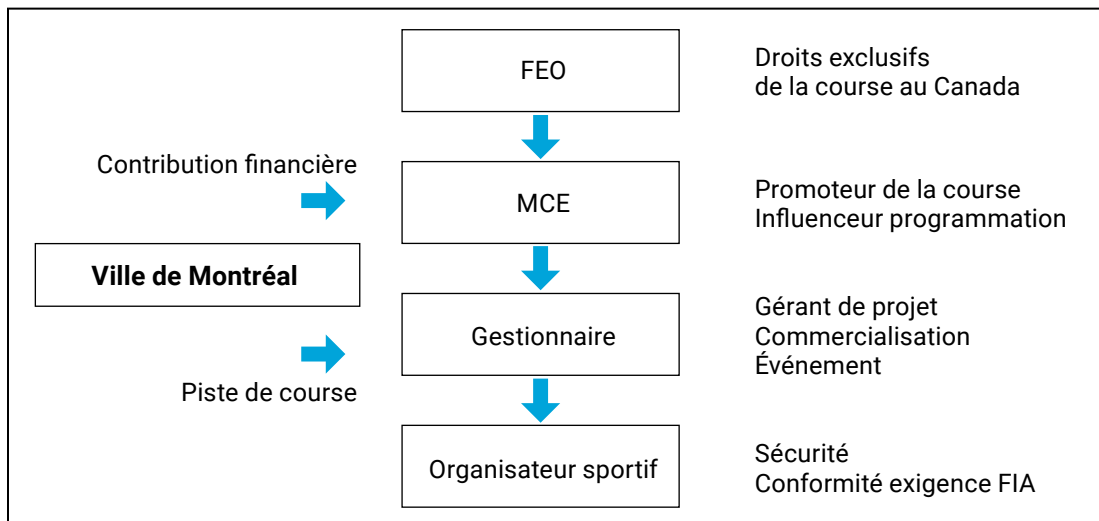 FEO
Droits exclusifs
de la course au Canada
Contribution financière
MCE
Promoteur de la course
Influenceur programmation
Ville de Montréal
Gestionnaire
Gérant de projet
Commercialisation
Événement
Piste de course
Organisateur sportif
Sécurité
Conformité exigence FIA